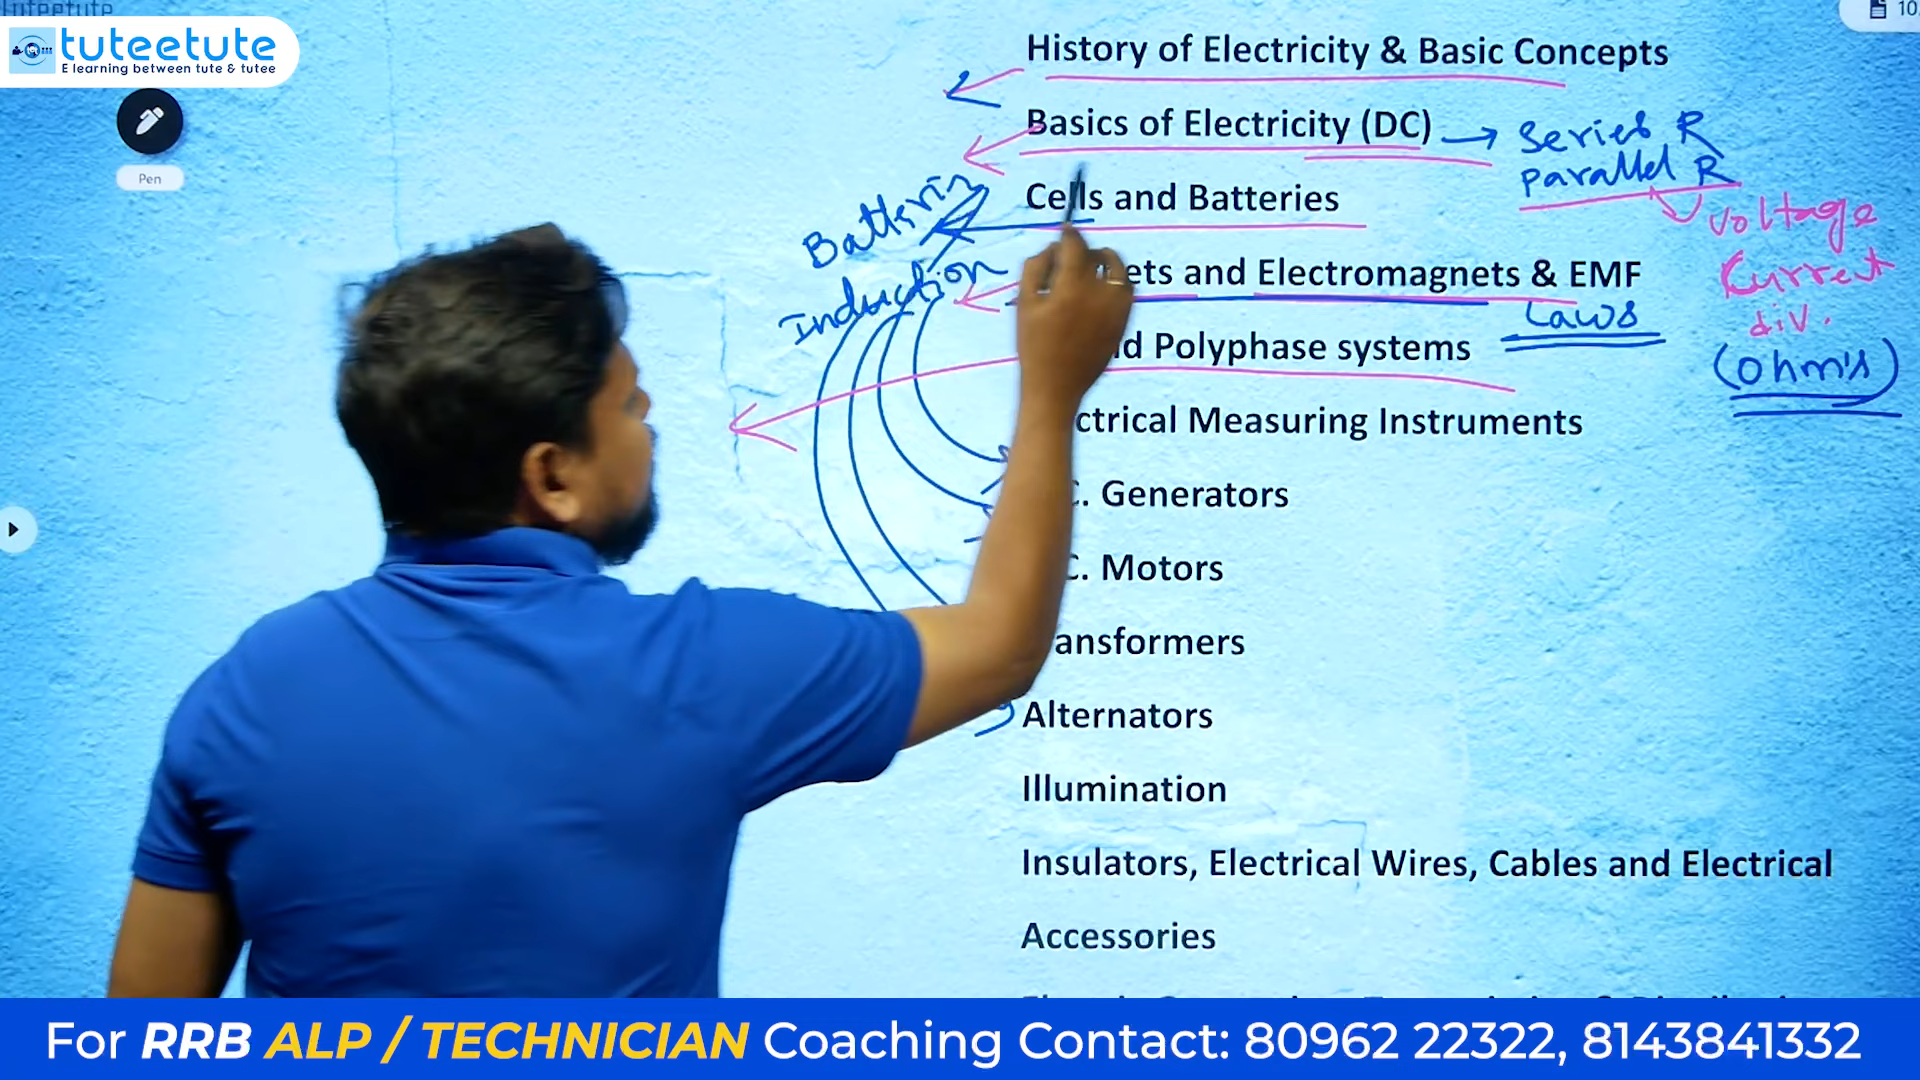 tuteetute
E learning between tute & tutee
Pen
10
History of Electricity & Basic Concepts
Basics of Electricity (DC)
Series R
Parallel R
Cells and Batteries
Batteries
Voltage
Induction
ets and Electromagnets & EMF
Current
div.
Laws
d Polyphase systems
(ohm's)
ctrical Measuring Instruments
C. Generators
C. Motors
ansformers
Alternators
Illumination
Insulators, Electrical Wires, Cables and Electrical
Accessories
For RRB ALP / TECHNICIAN Coaching Contact: 80962 22322, 8143841332